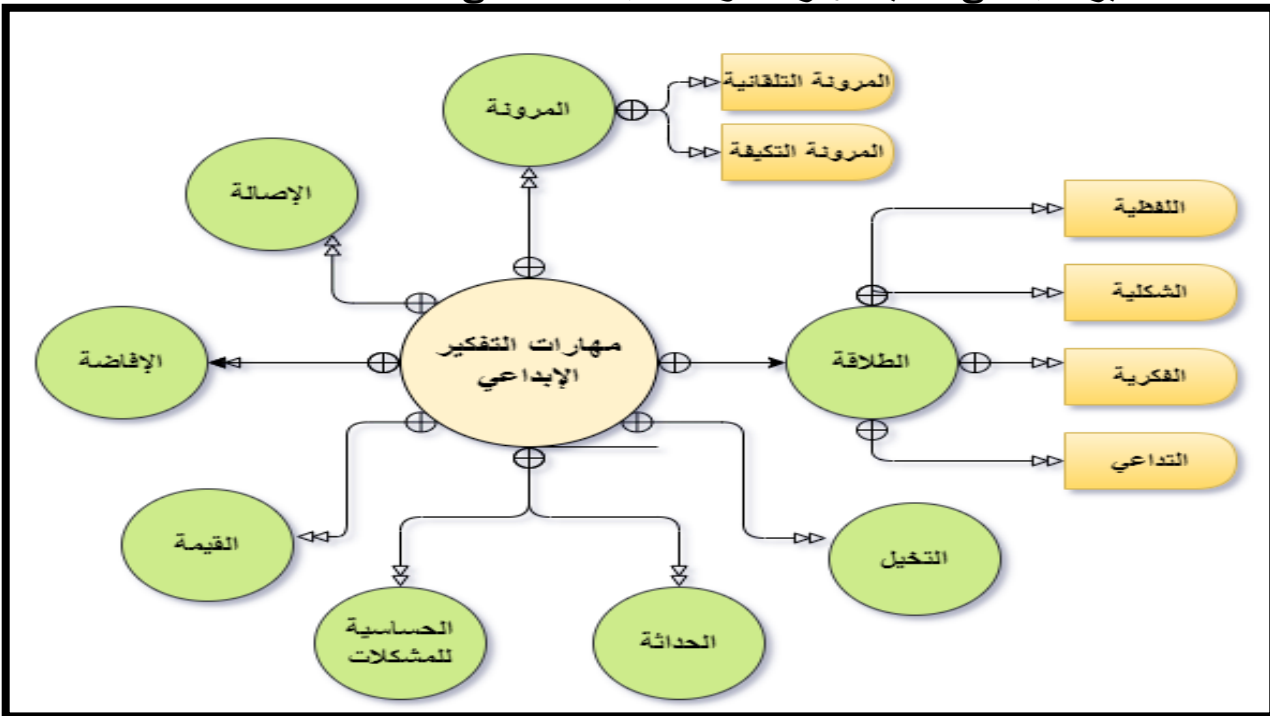 المرونة
المرونة التلقائية
المرونة التكيفة
الإصالة
اللفظية
الشكلية
الطلاقة
الفكرية
التداعي
مهارات التفكير
الإبداعي
الإفاضة
القيمة
التخيل
الحساسية
للمشكلات
الحداثة